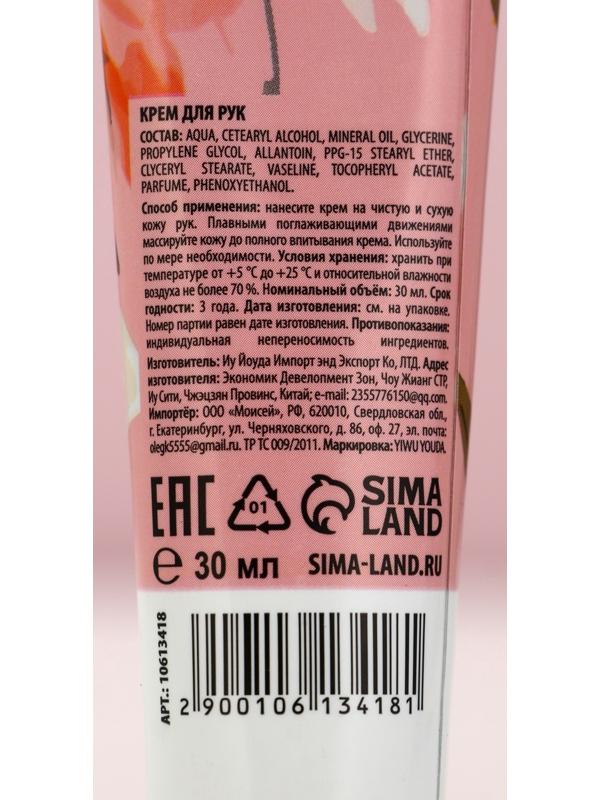 КРЕМ ДЛЯ РУК
СОСТАВ: AQUA, CETEARYL ALCOHOL, MINERAL OIL, GLYCERINE,
PROPYLENE GLYCOL, ALLANTOIN, PPG-15 STEARYL ETHER,
GLYCERYL STEARATE, VASELINE, TOCOPHERYL ACETATE,
PARFUME, PHENOXYETHANOL.
Способ применения: нанесите крем на чистую и сухую
кожу рук. Плавными поглаживающими движениями
массируйте кожу до полного впитывания крема. Используйте
по мере необходимости. Условия хранения: хранить при
температуре от +5 °C до +25 °C и относительной влажности
воздуха не более 70 %. Номинальный объём: 30 мл. Срок
годности: 3 года. Дата изготовления: см. на упаковке.
Номер партии равен дате изготовления. Противопоказания:
индивидуальная непереносимость ингредиентов.
Изготовитель: Иу Йоуда Импорт энд Экспорт Ко, ЛТД. Адрес
изготовителя: Экономик Девелопмент Зон, Чоу Жианг СТР,
Иу Сити, Чжэцзян Провинс, Китай; e-mail: 2355776150@qq.com.
Импортёр: ООО «Моисей», РФ, 620010, Свердловская обл.,
г. Екатеринбург, ул. Черняховского, д. 86, оф. 27, эл. почта:
olegk5555@gmail.ru. ТР ТС 009/2011. Маркировка: YIWU YOUDA.
EAC 01 SIMA
LAND
℮ 30 мл SIMA-LAND.RU
АРТ.: 10613418
2 900106 134181